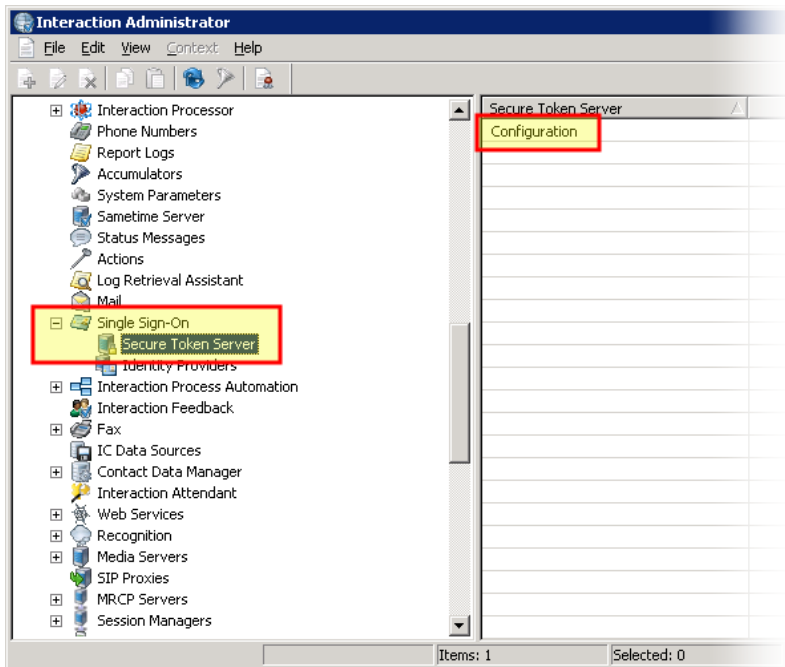 Interaction Administrator
File Edit View Context Help
Interaction Processor
Phone Numbers
Report Logs
Accumulators
System Parameters
Sametime Server
Status Messages
Actions
Log Retrieval Assistant
Mail
Single Sign-On
Secure Token Server
Identity Providers
Interaction Process Automation
Interaction Feedback
Fax
IC Data Sources
Contact Data Manager
Interaction Attendant
Web Services
Recognition
Media Servers
SIP Proxies
MRCP Servers
Session Managers
Secure Token Server
Configuration
Items: 1 Selected: 0